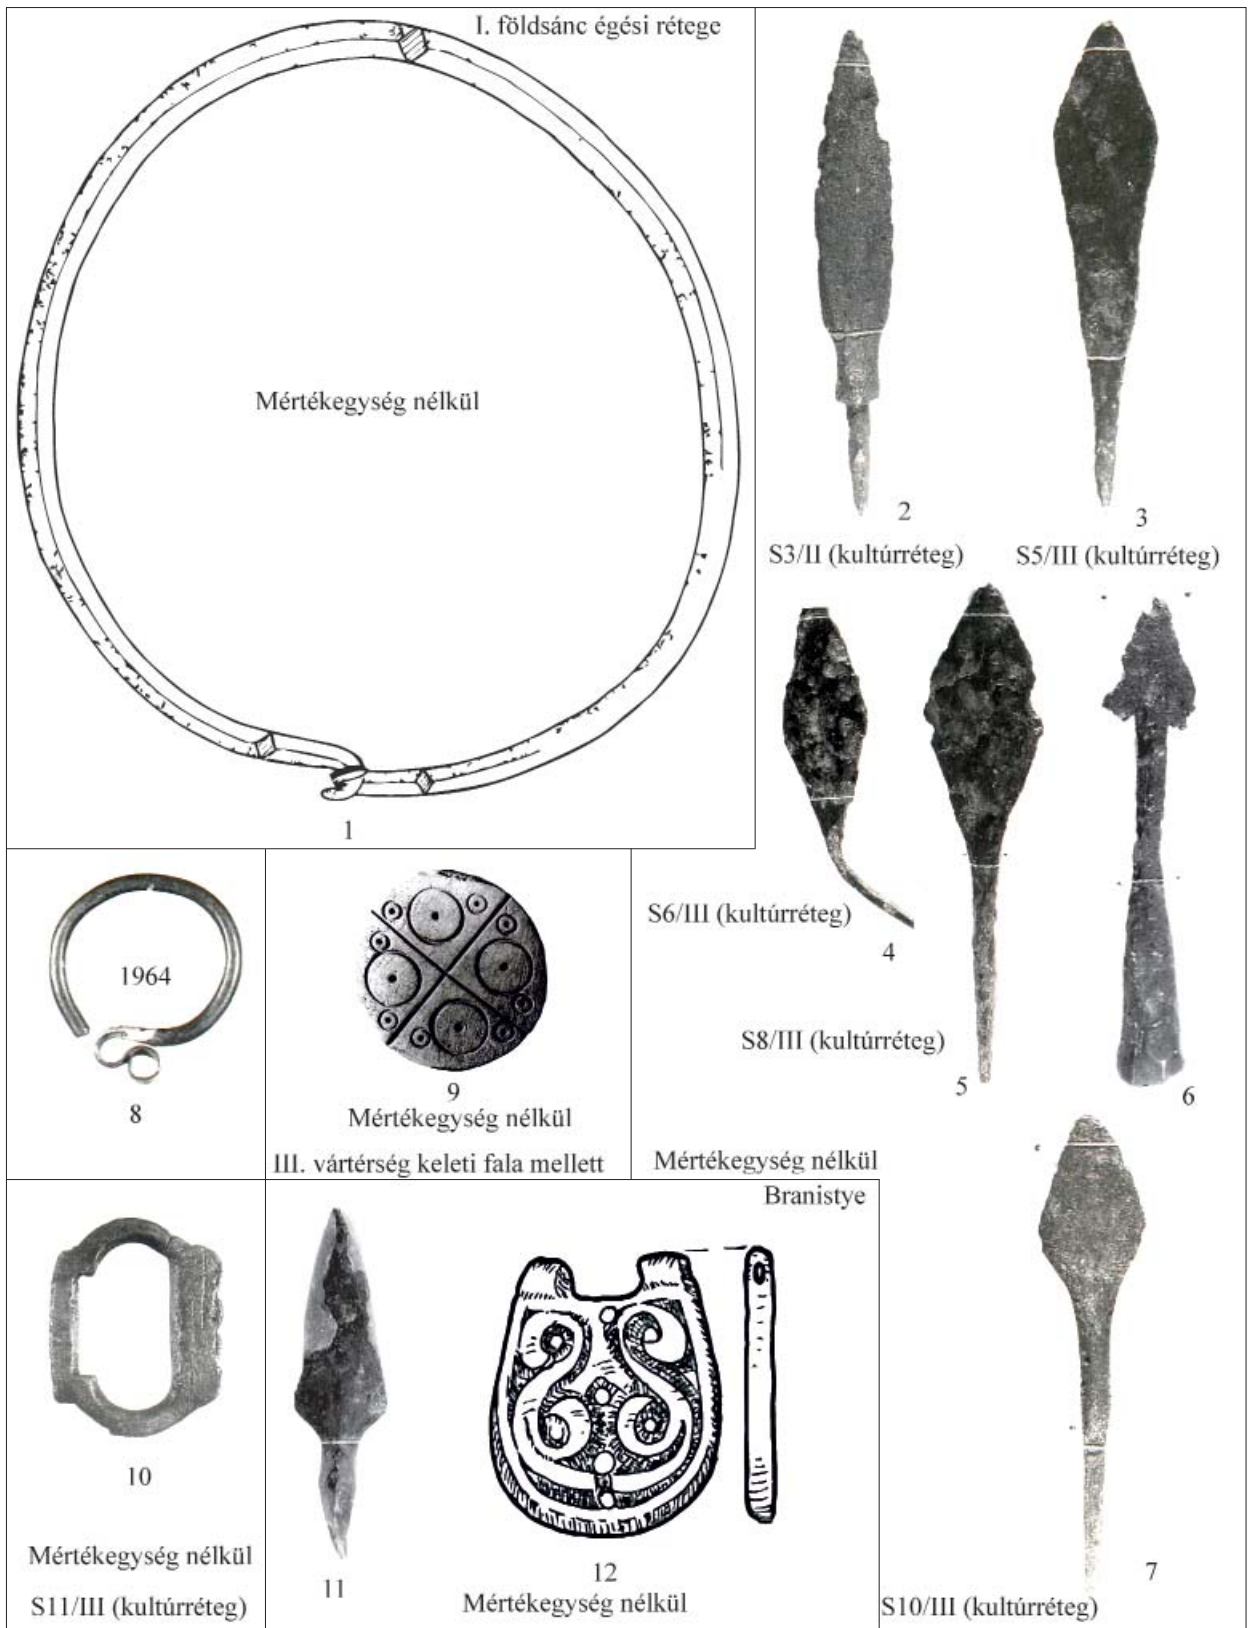 I. földsánc égési rétege
Mértékegység nélkül
1
2
3
S3/II (kultúrréteg)
S5/III (kultúrréteg)
S6/III (kultúrréteg)
4
S8/III (kultúrréteg)
5
6
1964
8
9
Mértékegység nélkül
III. vártérség keleti fala mellett
Mértékegység nélkül
Branistye
10
Mértékegység nélkül
S11/III (kultúrréteg)
11
12
Mértékegység nélkül
7
S10/III (kultúrréteg)